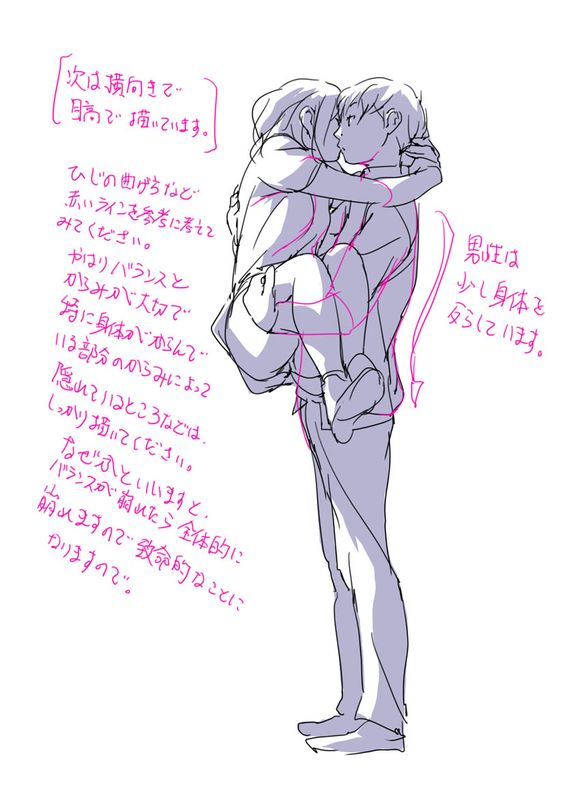 次は横向きで
目高で描いています。
ひじの曲げ方など
赤いラインを参考に考えて
みてください。
やはりバランスと
からみが大切で
特に身体がからんで
いる部分のからみによって
隠れているところなどは、
しっかり描いてください。
なぜかといいますと、
バランスが崩れたら全体的に
崩れますので致命的なことに
なりますので。
男性は
少し身体を
反らしています。